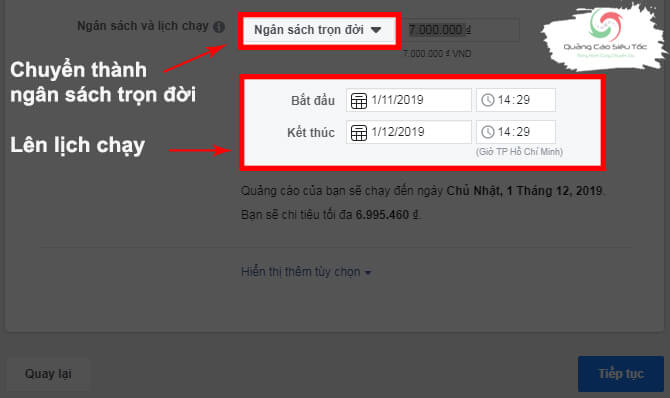 Ngân sách và lịch chạy
Ngân sách trọn đời
7.000.000 ₫
7.000.000 ₫ VND
Quảng Cáo Siêu Tốc
Chuyển thành
ngân sách trọn đời
Bắt đầu 1/11/2019 14:29
Lên lịch chạy
Kết thúc 1/12/2019 14:29
(Giờ TP Hồ Chí Minh)
Quảng cáo của bạn sẽ chạy đến ngày Chủ Nhật, 1 Tháng 12, 2019.
Bạn sẽ chi tiêu tối đa 6.995.460 ₫.
Hiển thị thêm tùy chọn
Quay lại
Tiếp tục